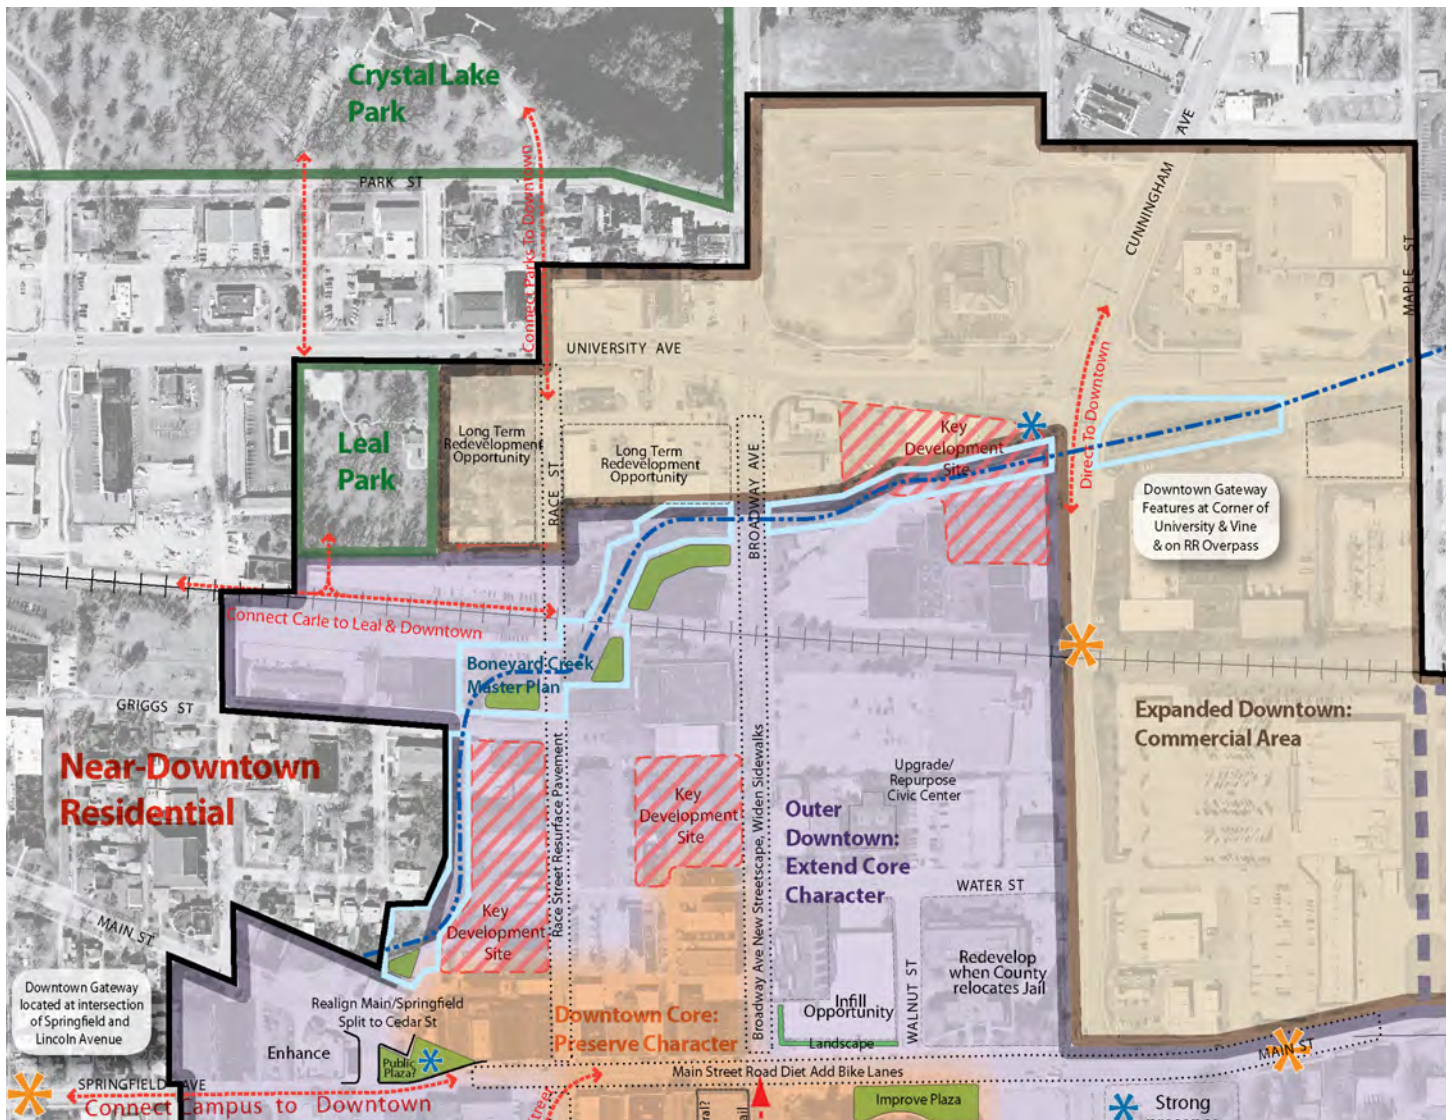 Crystal Lake
Park
PARK ST
Connect Parks To Downtown
CUNNINGHAM AVE
MAPLE ST
UNIVERSITY AVE
Leal
Park
Long Term
Redevelopment
Opportunity
RACE ST
Long Term
Redevelopment
Opportunity
BROADWAY AVE
Key
Development
Site
Direct To Downtown
Downtown Gateway
Features at Corner of
University & Vine
& on RR Overpass
Connect Carle to Leal & Downtown
Boneyard Creek
Master Plan
GRIGGS ST
Near-Downtown
Residential
Race Street Resurface Pavement
Key
Development
Site
Broadway Ave New Streetscape, Widen Sidewalks
Upgrade/
Repurpose
Civic Center
Outer
Downtown:
Extend Core
Character
Expanded Downtown:
Commercial Area
WATER ST
MAIN ST
Key
Development
Site
Redevelop
when County
relocates Jail
WALNUT ST
Infill
Opportunity
Landscape
Downtown Gateway
located at intersection
of Springfield and
Lincoln Avenue
Realign Main/Springfield
Split to Cedar St
Enhance
Public
Plaza?
Downtown Core:
Preserve Character
MAIN ST
Main Street Road Diet Add Bike Lanes
SPRINGFIELD AVE
Connect Campus to Downtown
Improve Plaza
Strong